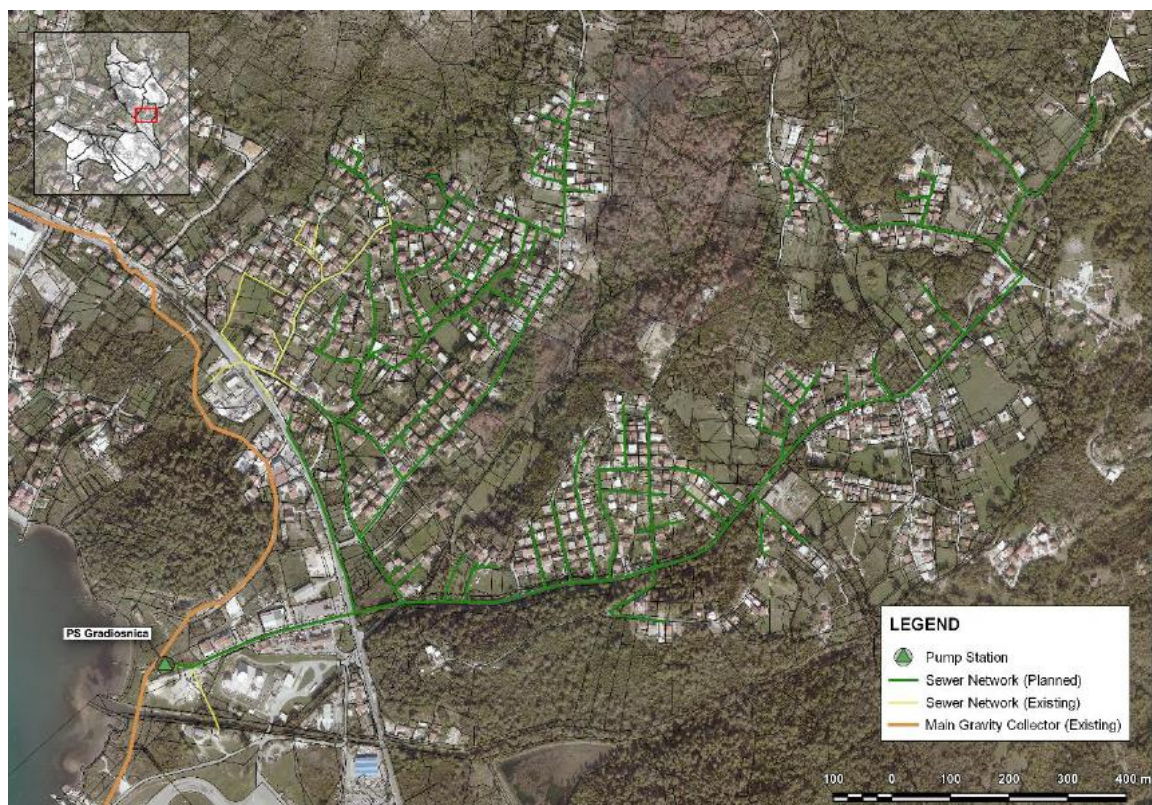 PS Gradiosnica
LEGEND
Pump Station
Sewer Network (Planned)
Sewer Network (Existing)
Main Gravity Collector (Existing)
100 0 100 200 300 400 m